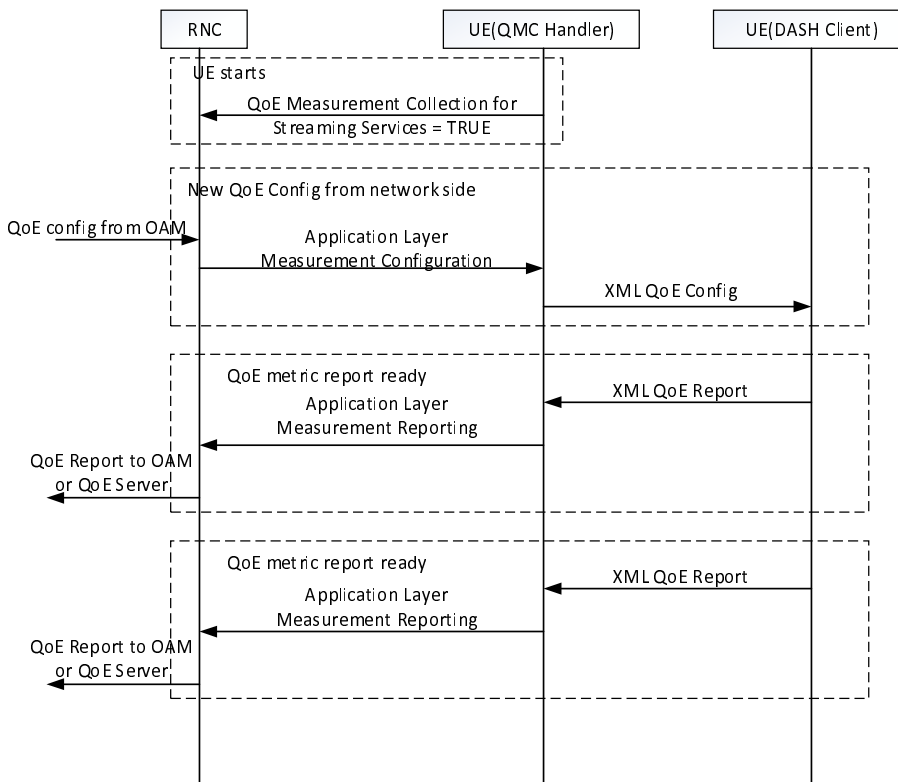 RNC
UE(QMC Handler)
UE(DASH Client)
UE starts
QoE Measurement Collection for
Streaming Services = TRUE
New QoE Config from network side
QoE config from OAM
Application Layer
Measurement Configuration
XML QoE Config
QoE metric report ready
XML QoE Report
Application Layer
Measurement Reporting
QoE Report to OAM
or QoE Server
QoE metric report ready
XML QoE Report
Application Layer
Measurement Reporting
QoE Report to OAM
or QoE Server